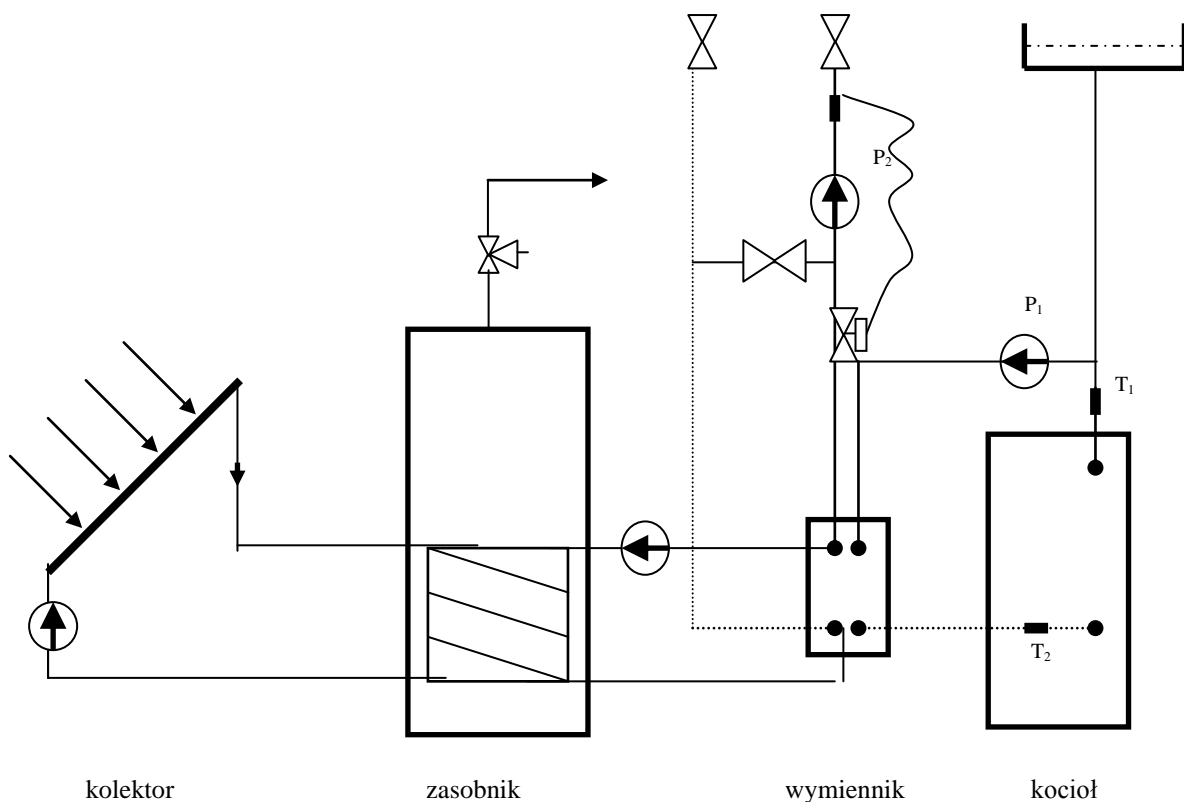 P₂
P₁
T₁
T₂
kolektor zasobnik wymiennik kocioł